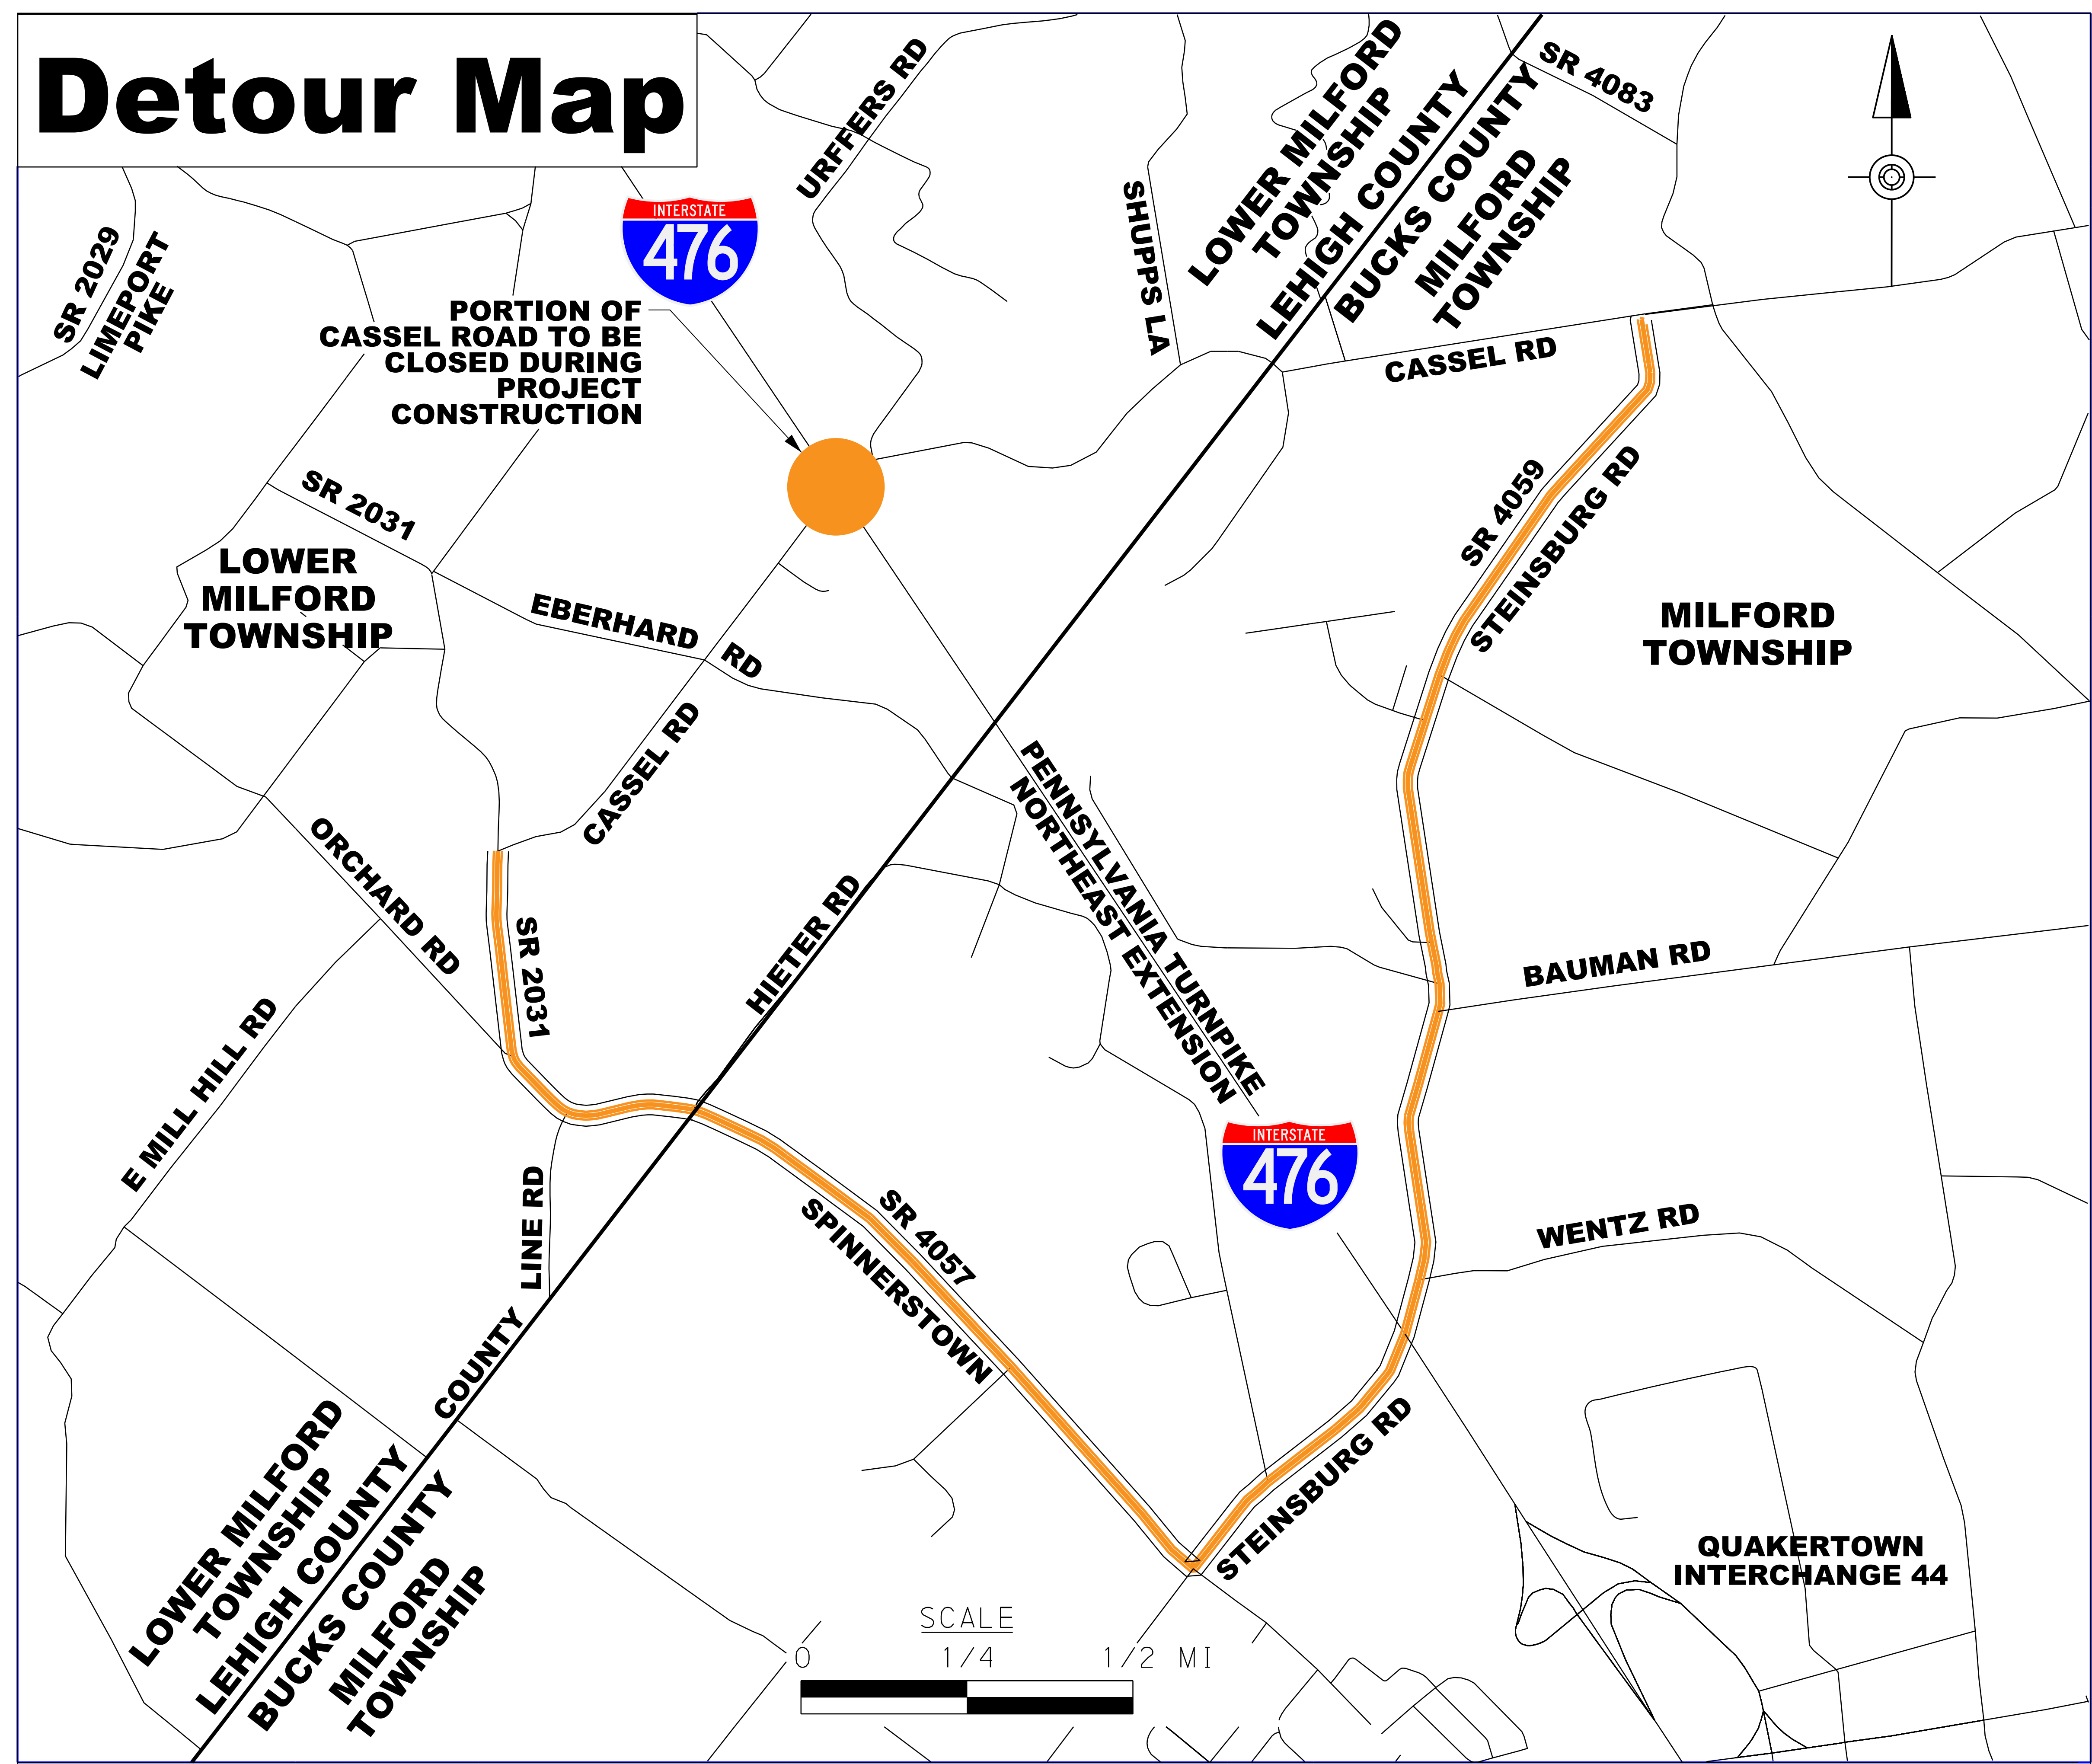 Detour Map
URFFERS RD
SR 4083
LOWER MILFORD
TOWNSHIP
LEHIGH COUNTY
BUCKS COUNTY
MILFORD
TOWNSHIP
SHUPPS LA
SR 2029
LIMEPORT
PIKE
INTERSTATE
476
PORTION OF
CASSEL ROAD TO BE
CLOSED DURING
PROJECT
CONSTRUCTION
CASSEL RD
SR 2031
SR 4059
STEINSBURG RD
LOWER
MILFORD
TOWNSHIP
EBERHARD RD
MILFORD
TOWNSHIP
CASSEL RD
PENNSYLVANIA TURNPIKE
NORTHEAST EXTENSION
ORCHARD RD
SR 2031
HIETER RD
BAUMAN RD
E MILL HILL RD
INTERSTATE
476
COUNTY LINE RD
SR 4057
SPINNERSTOWN
WENTZ RD
STEINSBURG RD
LOWER MILFORD
TOWNSHIP
LEHIGH COUNTY
BUCKS COUNTY
MILFORD
TOWNSHIP
QUAKERTOWN
INTERCHANGE 44
SCALE
0 1/4 1/2 MI